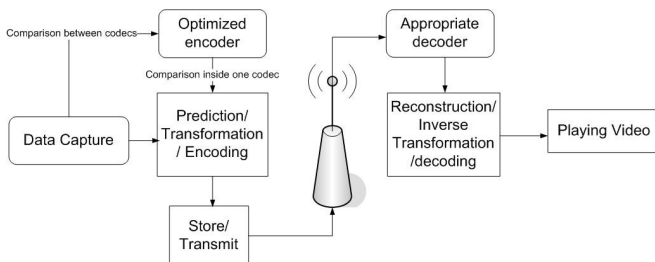 Comparison between codecs
Optimized
encoder
Comparison inside one codec
Data Capture
Prediction/
Transformation
/ Encoding
Store/
Transmit
Appropriate
decoder
Reconstruction/
Inverse
Transformation
/decoding
Playing Video